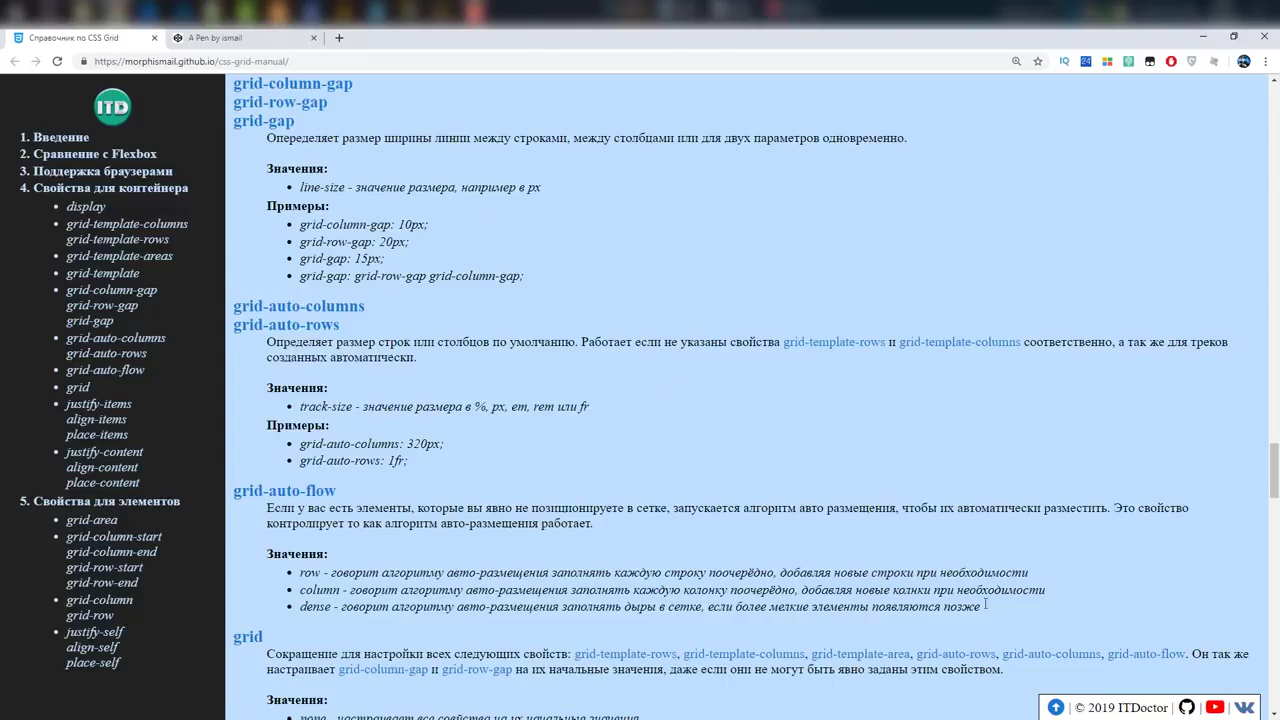 Справочник по CSS Grid
A Pen by ismail
https://morphismail.github.io/css-grid-manual/
IQ
24
ITD
1. Введение
2. Сравнение с Flexbox
3. Поддержка браузерами
4. Свойства для контейнера
display
grid-template-columns
grid-template-rows
grid-template-areas
grid-template
grid-column-gap
grid-row-gap
grid-gap
grid-auto-columns
grid-auto-rows
grid-auto-flow
grid
justify-items
align-items
place-items
justify-content
align-content
place-content
5. Свойства для элементов
grid-area
grid-column-start
grid-column-end
grid-row-start
grid-row-end
grid-column
grid-row
justify-self
align-self
place-self
grid-column-gap
grid-row-gap
grid-gap
Опеределяет размер ширины линии между строками, между столбцами или для двух параметров одновременно.
Значения:
line-size - значение размера, например в px
Примеры:
grid-column-gap: 10px;
grid-row-gap: 20px;
grid-gap: 15px;
grid-gap: grid-row-gap grid-column-gap;
grid-auto-columns
grid-auto-rows
Определяет размер строк или столбцов по умолчанию. Работает если не указаны свойства grid-template-rows и grid-template-columns соответственно, а так же для треков
созданных автоматически.
Значения:
track-size - значение размера в %, px, em, rem или fr
Примеры:
grid-auto-columns: 320px;
grid-auto-rows: 1fr;
grid-auto-flow
Если у вас есть элементы, которые вы явно не позиционируете в сетке, запускается алгоритм авто размещения, чтобы их автоматически разместить. Это свойство
контролирует то как алгоритм авто-размещения работает.
Значения:
row - говорит алгоритму авто-размещения заполнять каждую строку поочерёдно, добавляя новые строки при необходимости
column - говорит алгоритму авто-размещения заполнять каждую колонку поочерёдно, добавляя новые колнки при необходимости
dense - говорит алгоритму авто-размещения заполнять дыры в сетке, если более мелкие элементы появляются позже
grid
Сокращение для настройки всех следующих свойств: grid-template-rows, grid-template-columns, grid-template-area, grid-auto-rows, grid-auto-columns, grid-auto-flow. Он так же
настраивает grid-column-gap и grid-row-gap на их начальные значения, даже если они не могут быть явно заданы этим свойством.
Значения:
none - настраивает все совйства на их начальные значения
| © 2019 ITDoctor |